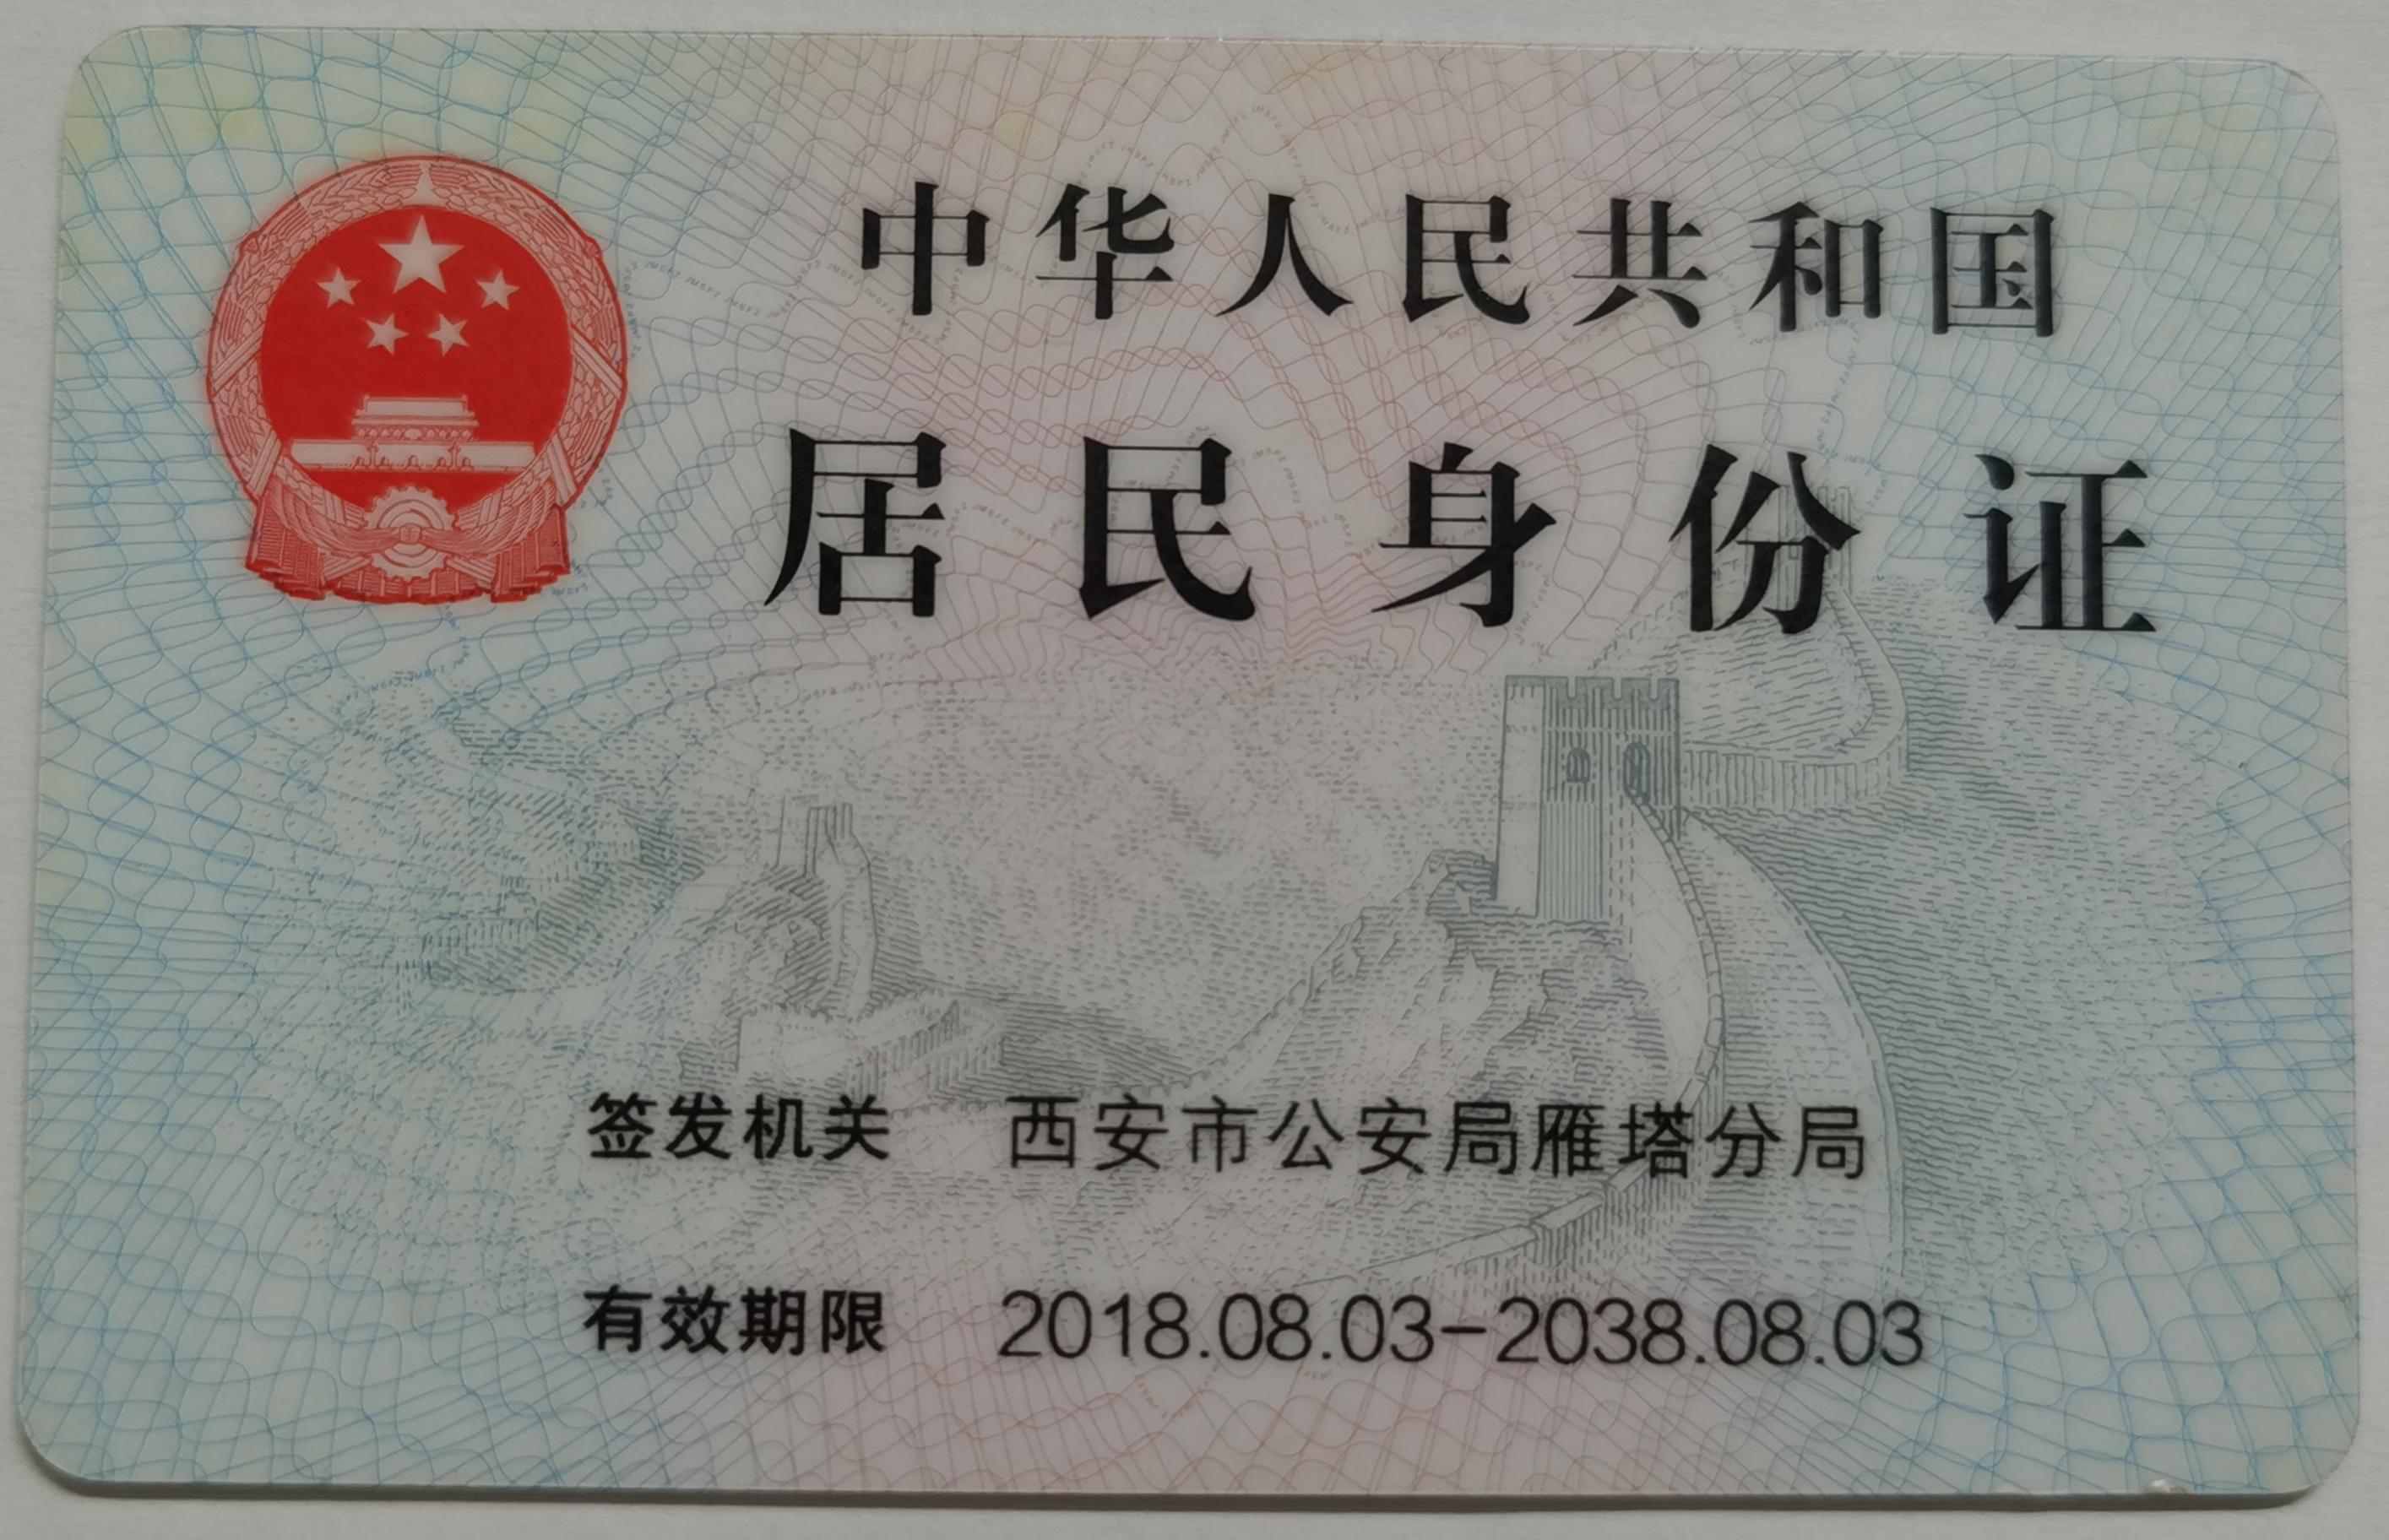 中华人民共和国
居民身份证
签发机关 西安市公安局雁塔分局
有效期限 2018.08.03-2038.08.03